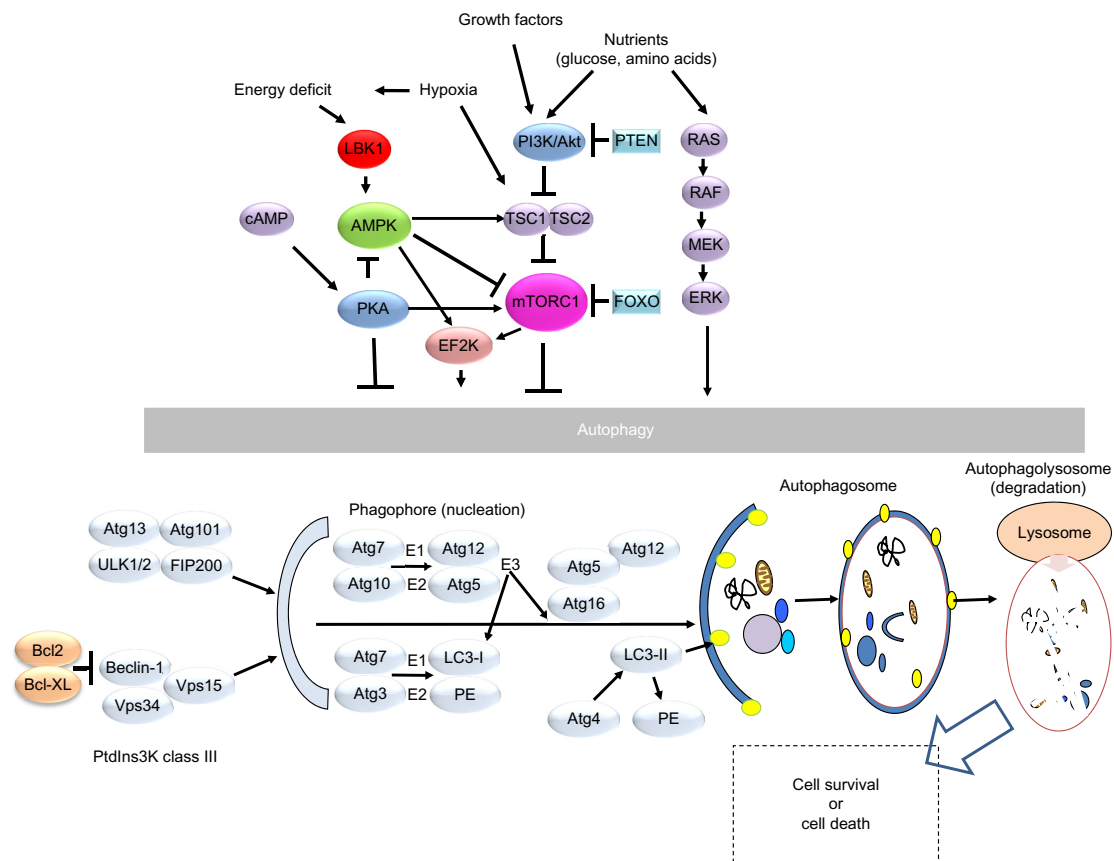 Growth factors
Nutrients
(glucose, amino acids)
Energy deficit
Hypoxia
LBK1
PI3K/Akt
PTEN
RAS
RAF
cAMP
AMPK
TSC1
TSC2
MEK
PKA
mTORC1
FOXO
ERK
EF2K
Autophagy
Autophagolysosome
(degradation)
Autophagosome
Phagophore (nucleation)
Atg13
Atg101
ULK1/2
FIP200
Atg7
E1
Atg12
Atg10
E2
Atg5
E3
Atg12
Atg5
Atg16
Lysosome
Bcl2
Bcl-XL
Beclin-1
Vps15
Vps34
PtdIns3K class III
Atg7
E1
LC3-I
Atg3
E2
PE
LC3-II
Atg4
PE
Cell survival
or
cell death